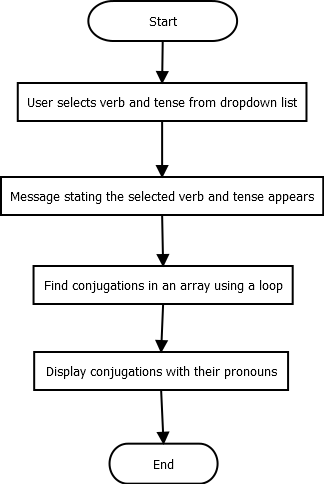 Start
User selects verb and tense from dropdown list
Message stating the selected verb and tense appears
Find conjugations in an array using a loop
Display conjugations with their pronouns
End